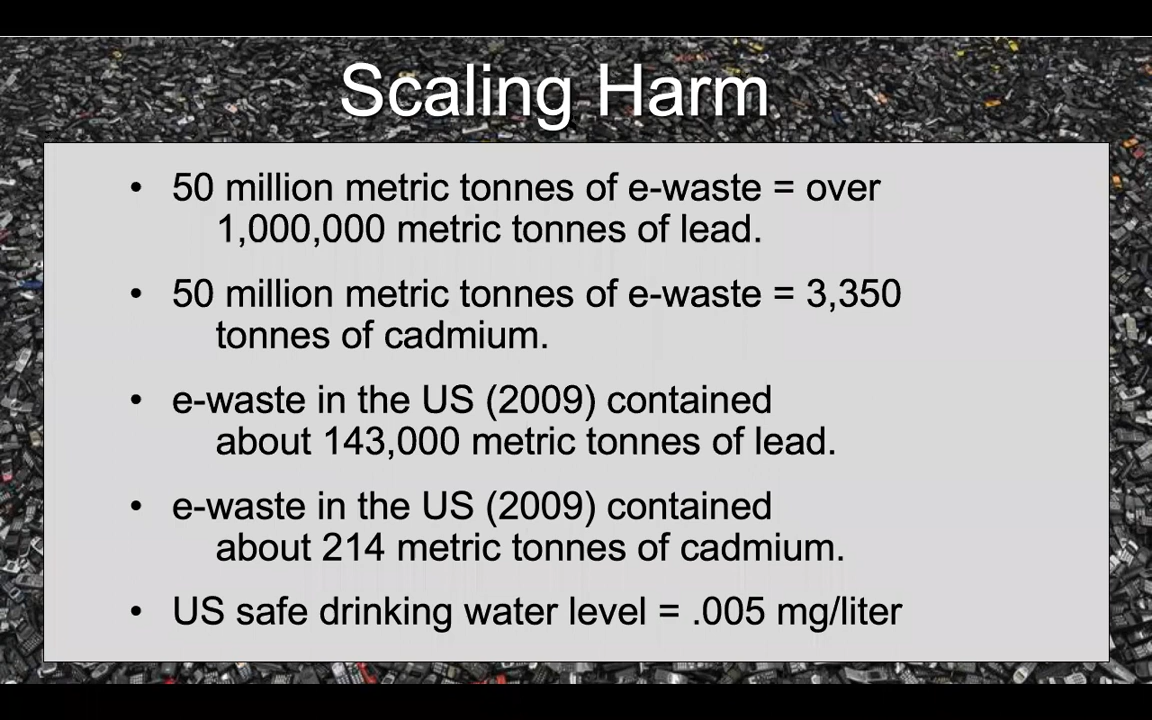 Scaling Harm
• 50 million metric tonnes of e-waste = over
1,000,000 metric tonnes of lead.
• 50 million metric tonnes of e-waste = 3,350
tonnes of cadmium.
• e-waste in the US (2009) contained
about 143,000 metric tonnes of lead.
• e-waste in the US (2009) contained
about 214 metric tonnes of cadmium.
• US safe drinking water level = .005 mg/liter